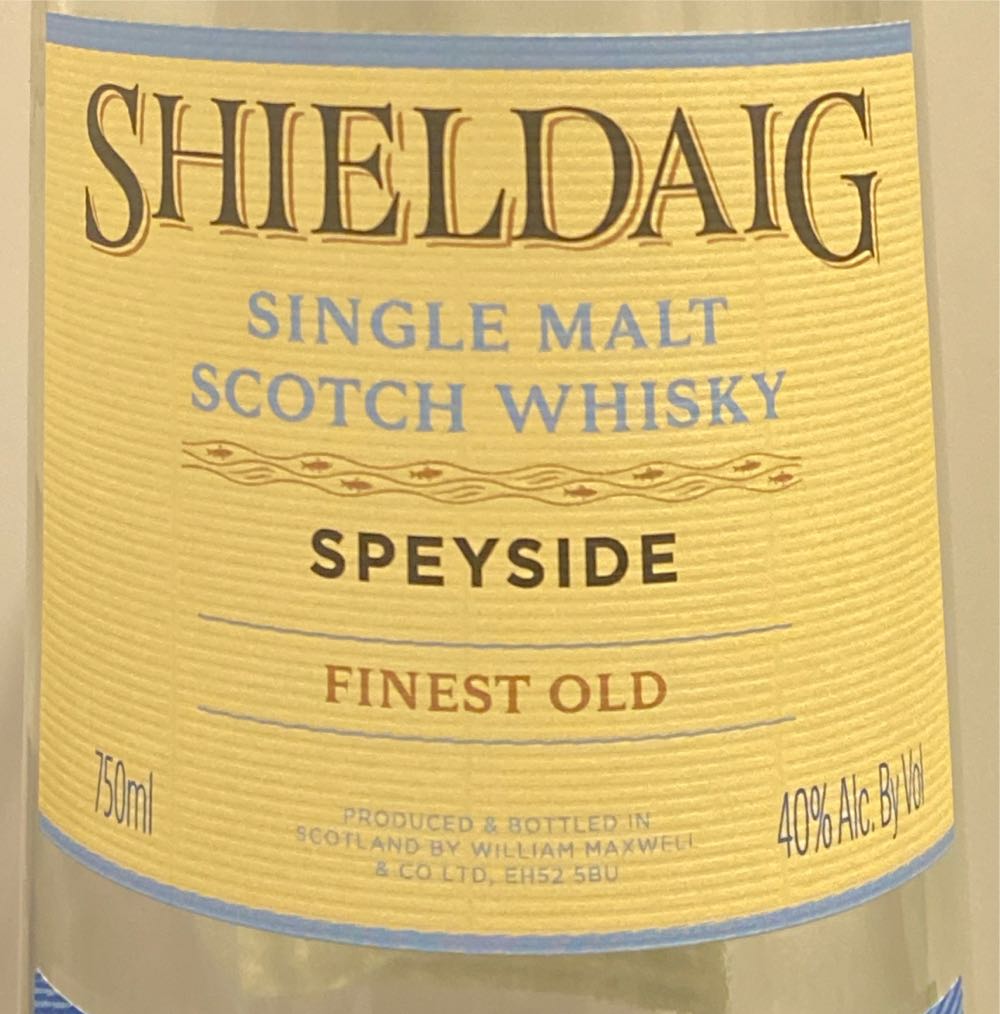 SHIELDAIG
SINGLE MALT
SCOTCH WHISKY
SPEYSIDE
FINEST OLD
750ml
40% Alc. By Vol
PRODUCED & BOTTLED IN
SCOTLAND BY WILLIAM MAXWELL
& CO LTD, EH52 5BU